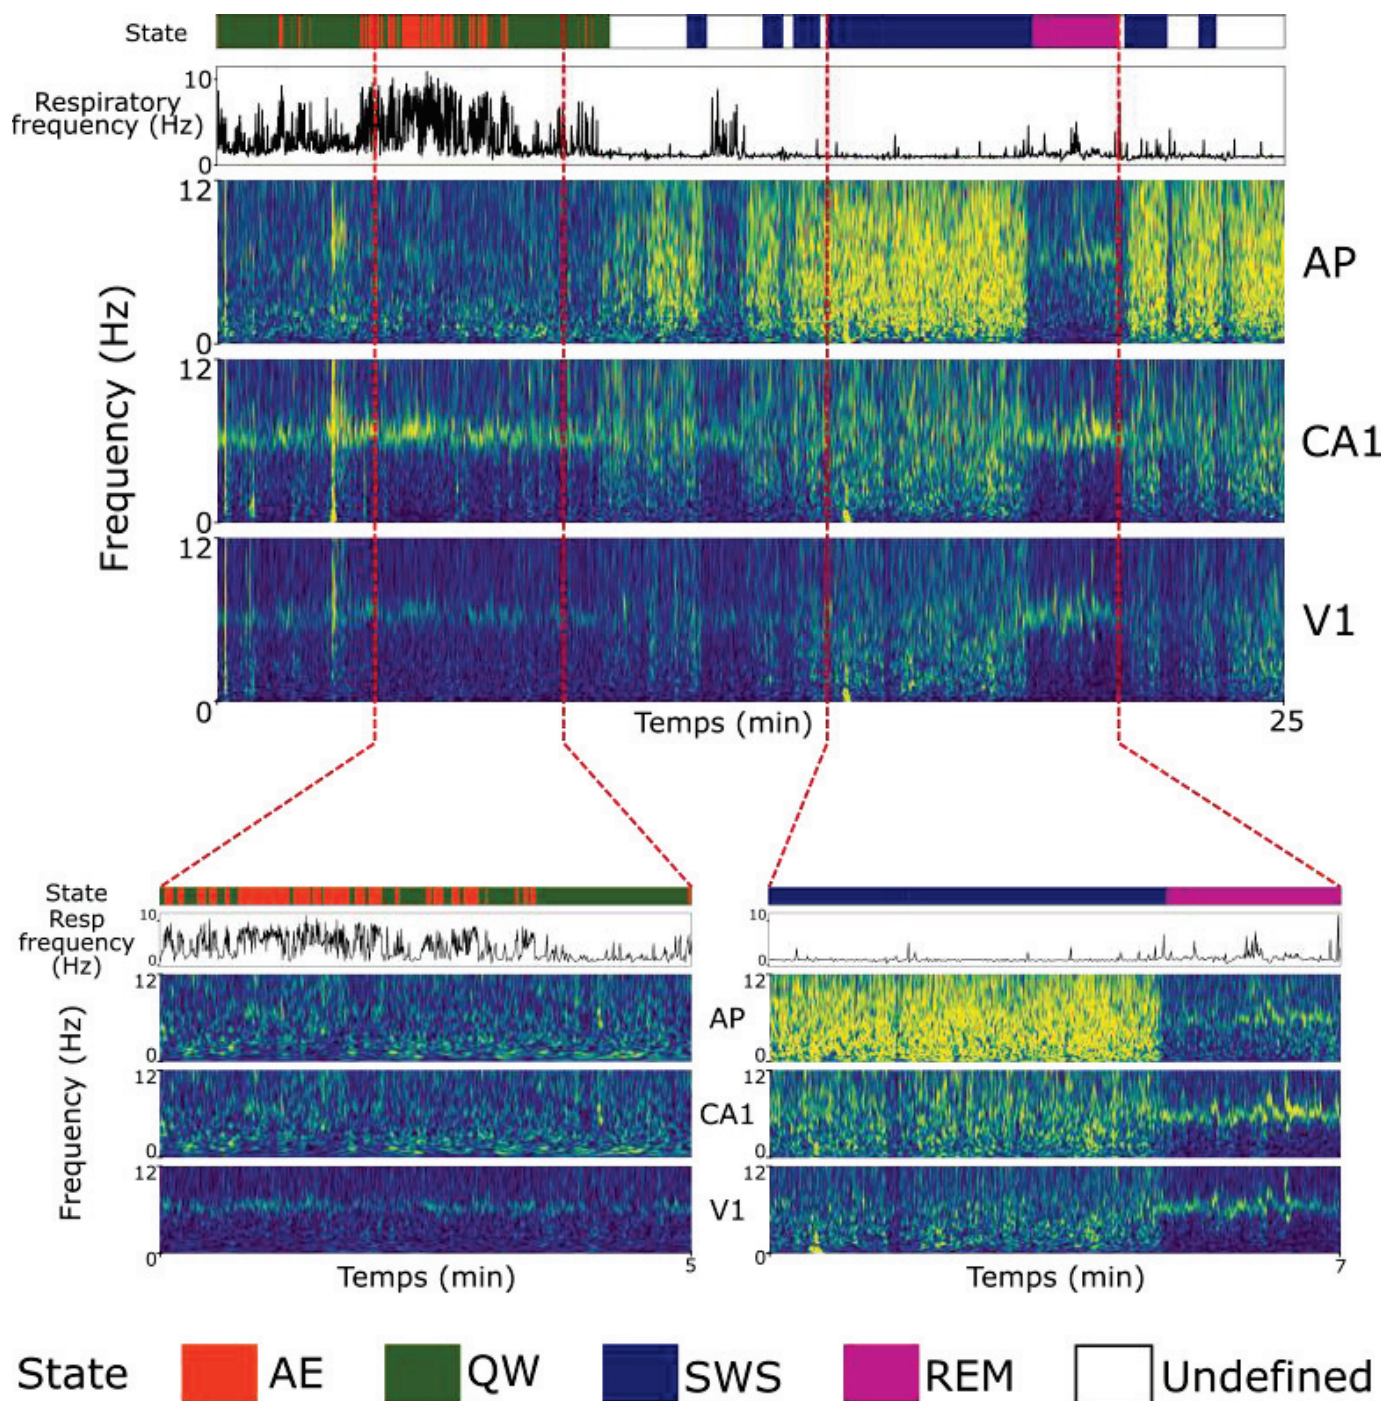 State
Respiratory
frequency (Hz)
10
0
Frequency (Hz)
12
0
AP
12
0
CA1
12
0
V1
Temps (min)
25
State
Resp
frequency
(Hz)
10
0
Frequency (Hz)
12
0
AP
12
0
CA1
12
0
V1
Temps (min)
5
10
0
12
0
12
0
12
0
Temps (min)
7
State AE QW SWS REM Undefined